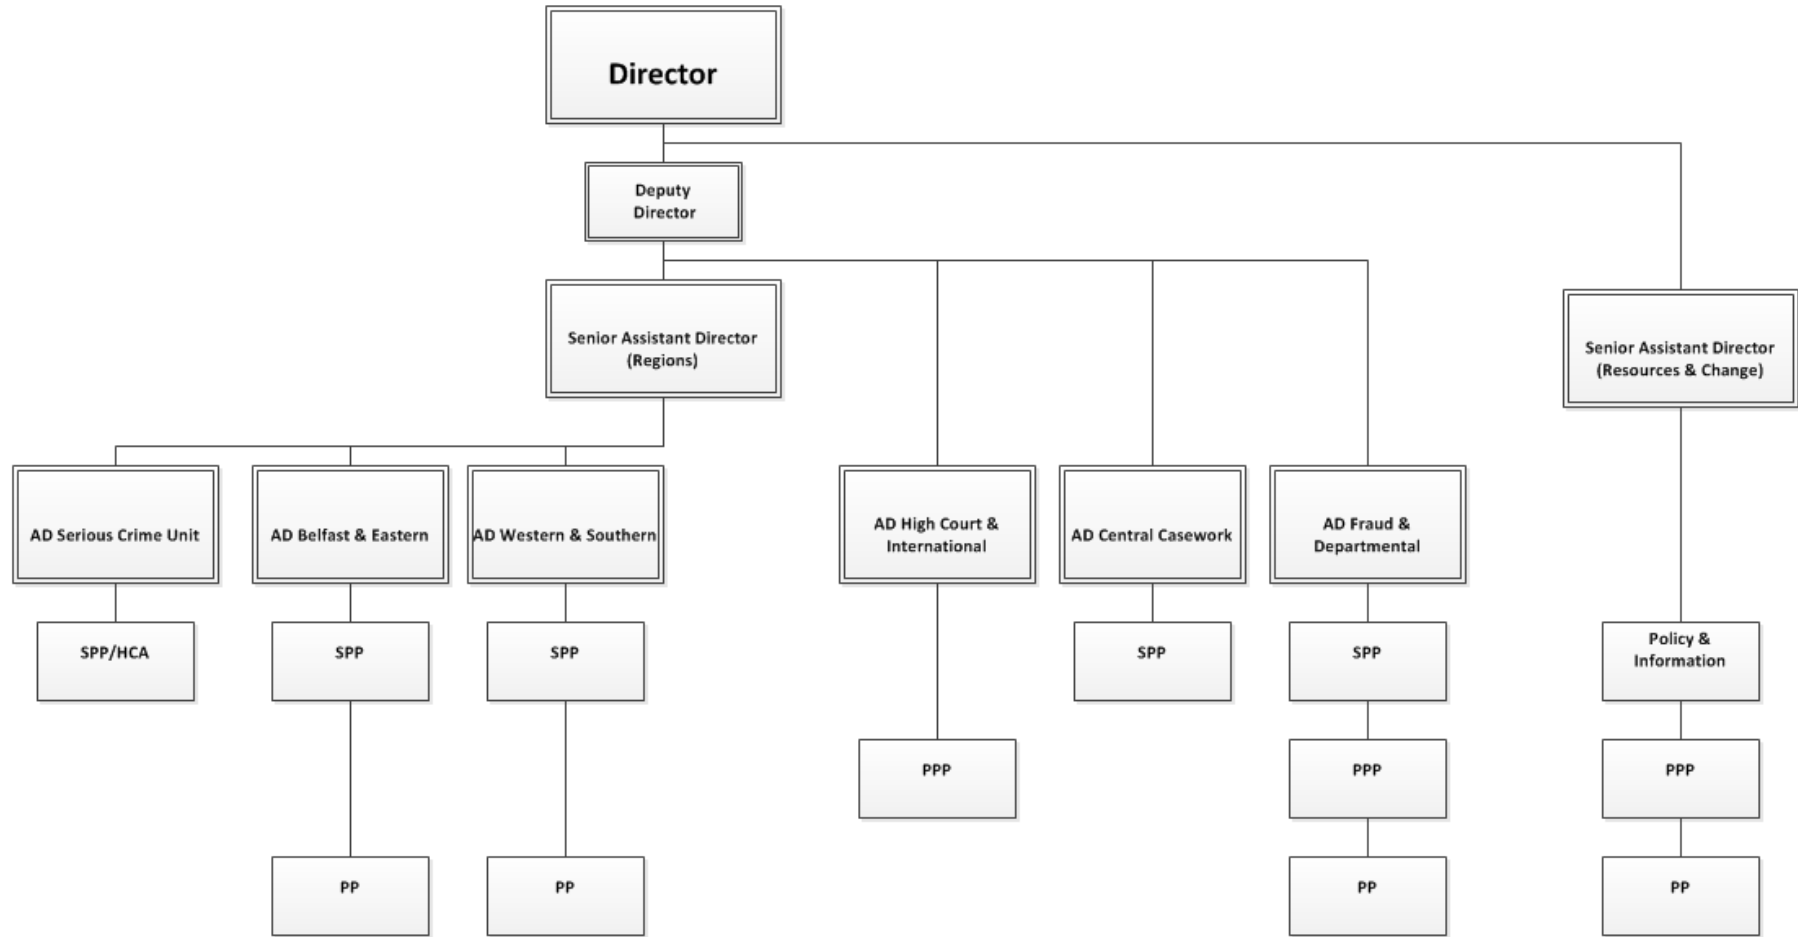 Director
Deputy
Director
Senior Assistant Director
(Regions)
Senior Assistant Director
(Resources & Change)
AD Serious Crime Unit
AD Belfast & Eastern
AD Western & Southern
AD High Court &
International
AD Central Casework
AD Fraud &
Departmental
SPP/HCA
SPP
SPP
SPP
SPP
Policy &
Information
PPP
PPP
PPP
PP
PP
PP
PP